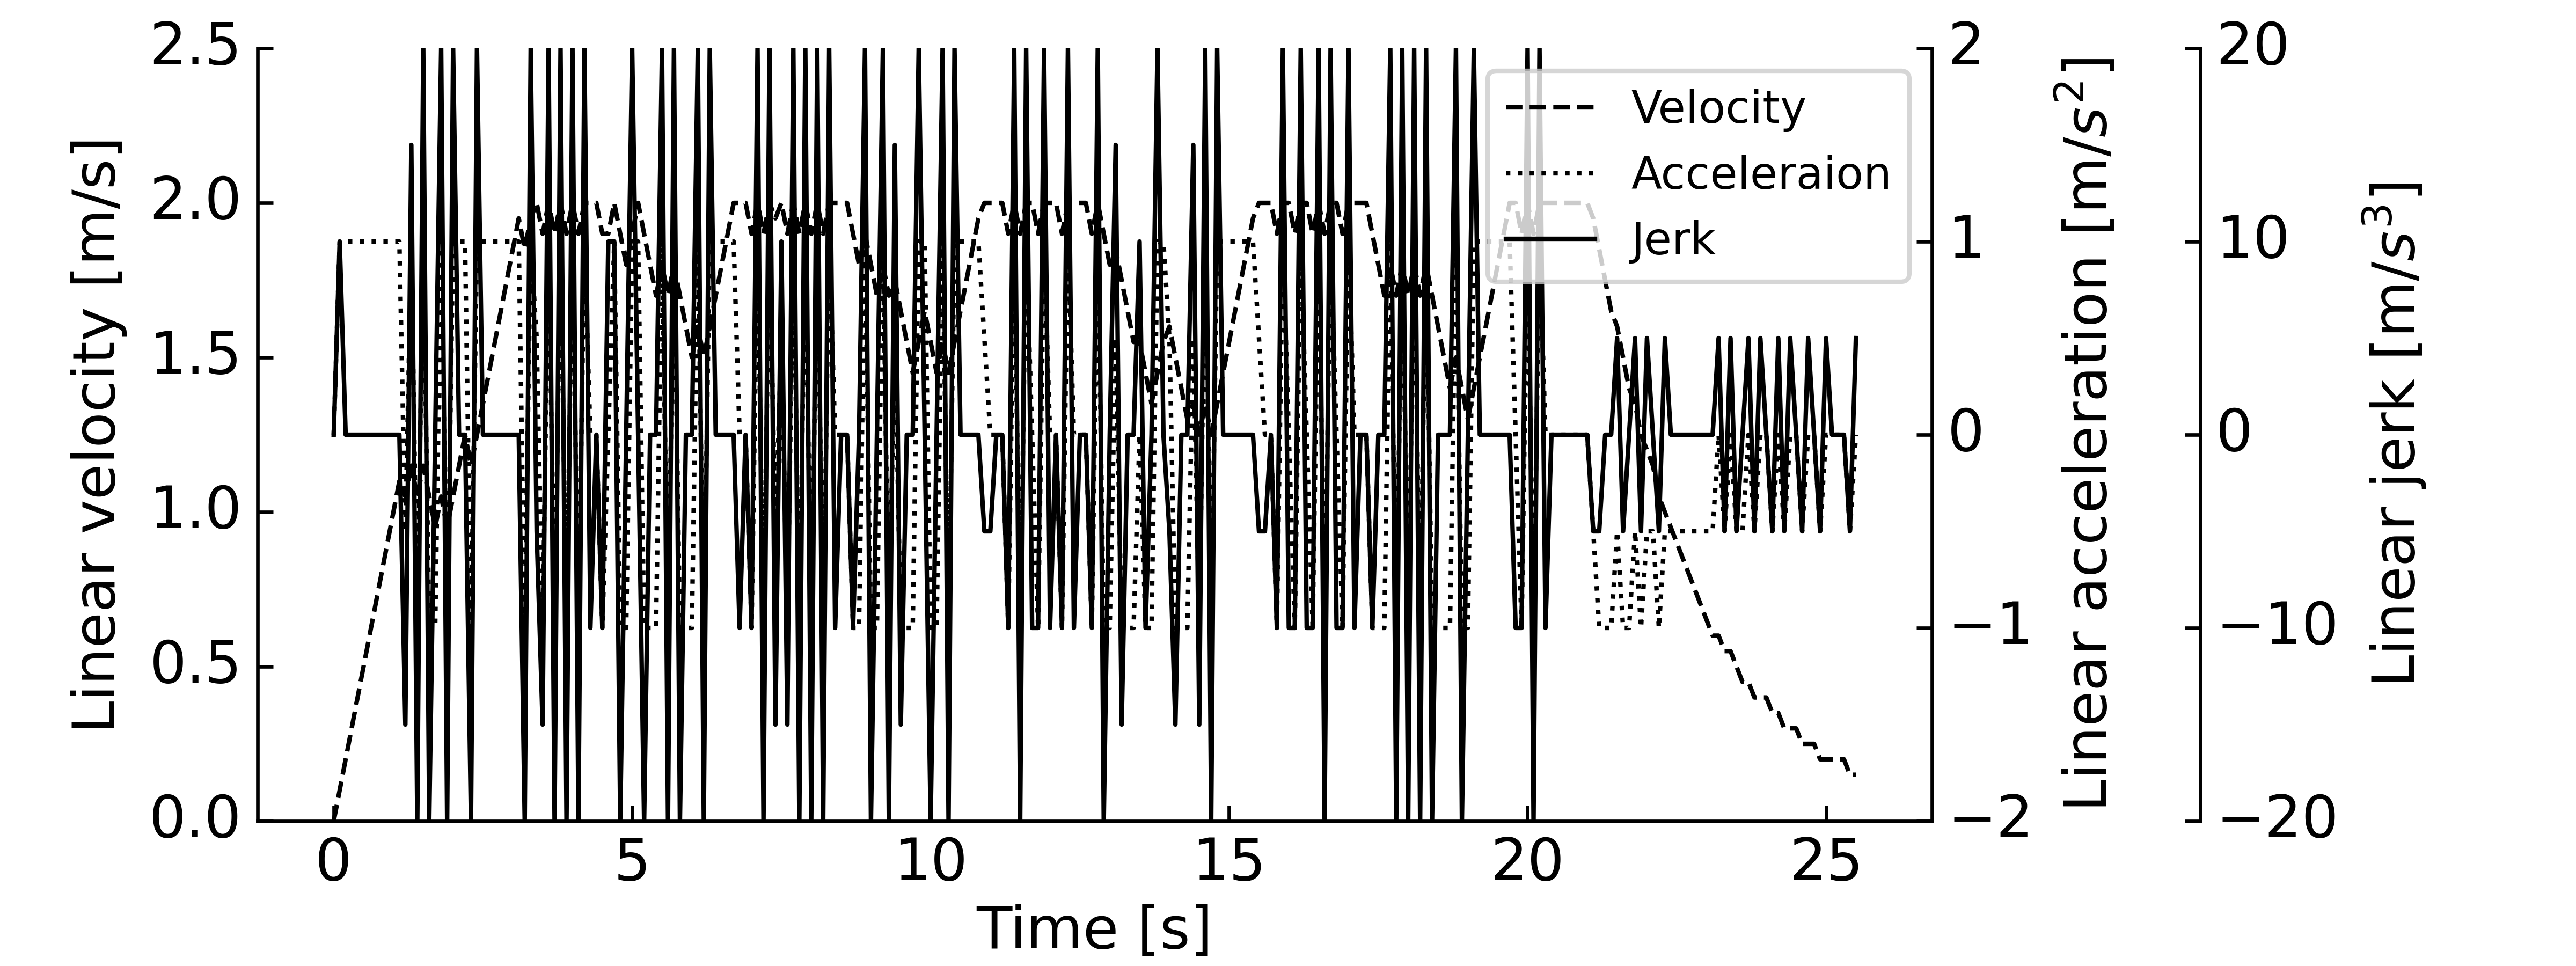 Linear velocity [m/s]
2.5
2.0
1.5
1.0
0.5
0.0
0 5 10 15 20 25
Time [s]
Velocity
Acceleraion
Jerk
2
1
0
−1
−2
Linear acceleration [m/s²]
20
10
0
−10
−20
Linear jerk [m/s³]